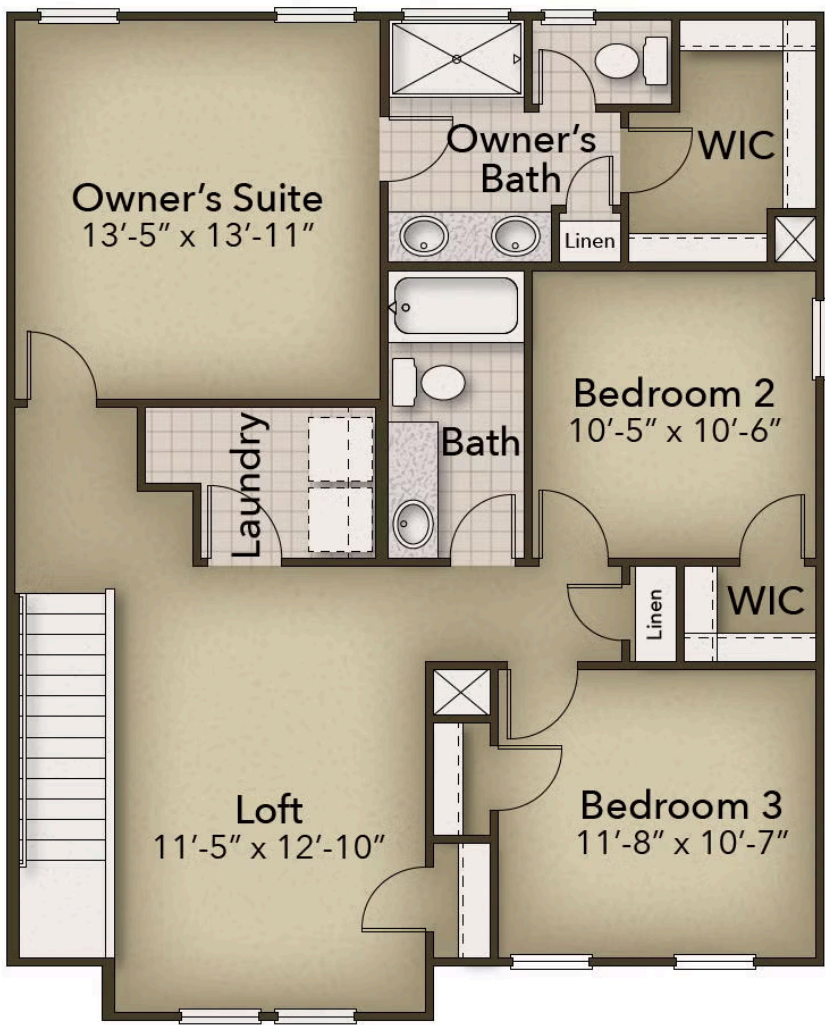 Owner's
Bath
WIC
Owner's Suite
13'-5" x 13'-11"
Linen
Bedroom 2
10'-5" x 10'-6"
Laundry
Bath
Linen
WIC
Loft
11'-5" x 12'-10"
Bedroom 3
11'-8" x 10'-7"